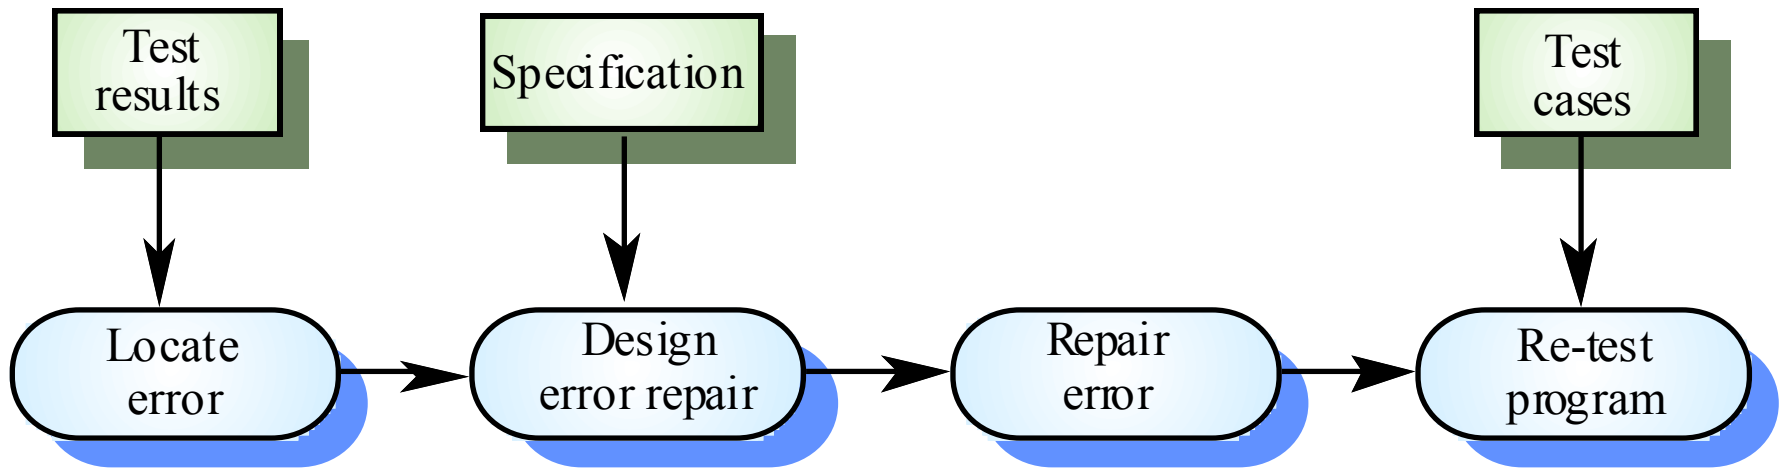 Test
results
Specification
Test
cases
Locate
error
Design
error repair
Repair
error
Re-test
program